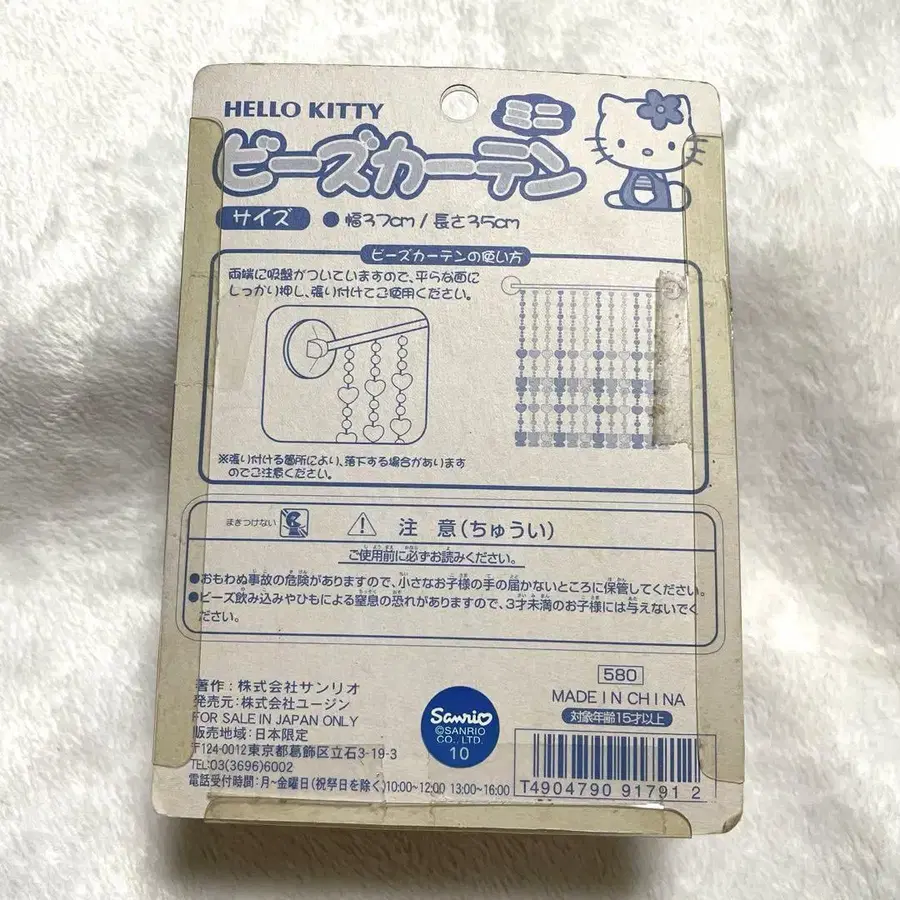 HELLO KITTY
ミニ
ビーズカーテン
サイズ ●幅37cm/長さ35cm
ビーズカーテンの使い方
両端に吸盤がついていますので、平らな面に
しっかり押し、張り付けてご使用ください。
※張り付ける箇所により、落下する場合があります
のでご注意ください。
まきつけない
注 意(ちゅうい)
ご使用前に必ずお読みください。
●おもわぬ事故の危険がありますので、小さなお子様の手の届かないところに保管してください。
●ビーズ飲み込みやひもによる窒息の恐れがありますので、3才未満のお子様には与えないでく
ださい。
著作:株式会社サンリオ
発売元:株式会社ユージン
FOR SALE IN JAPAN ONLY
販売地域:日本限定
〒124-0012東京都葛飾区立石3-19-3
TEL:03(3696)6002
電話受付時間:月~金曜日(祝祭日を除く)10:00~12:00 13:00~16:00
Sanrio
©SANRIO
CO., LTD.
10
580
MADE IN CHINA
対象年齢15才以上
T4904790 91791 2